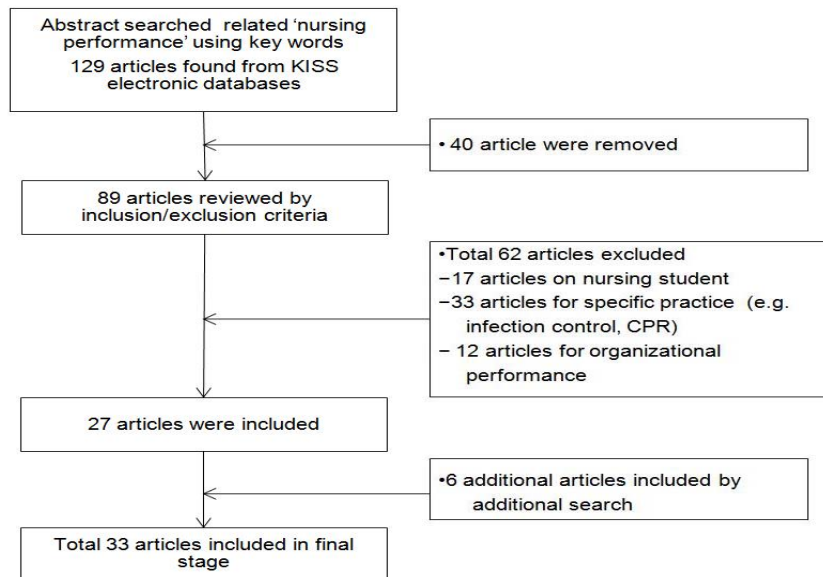 Abstract searched related 'nursing
performance' using key words
129 articles found from KISS
electronic databases
• 40 article were removed
89 articles reviewed by
inclusion/exclusion criteria
•Total 62 articles excluded
−17 articles on nursing student
−33 articles for specific practice (e.g.
infection control, CPR)
− 12 articles for organizational
performance
27 articles were included
•6 additional articles included by
additional search
Total 33 articles included in final
stage